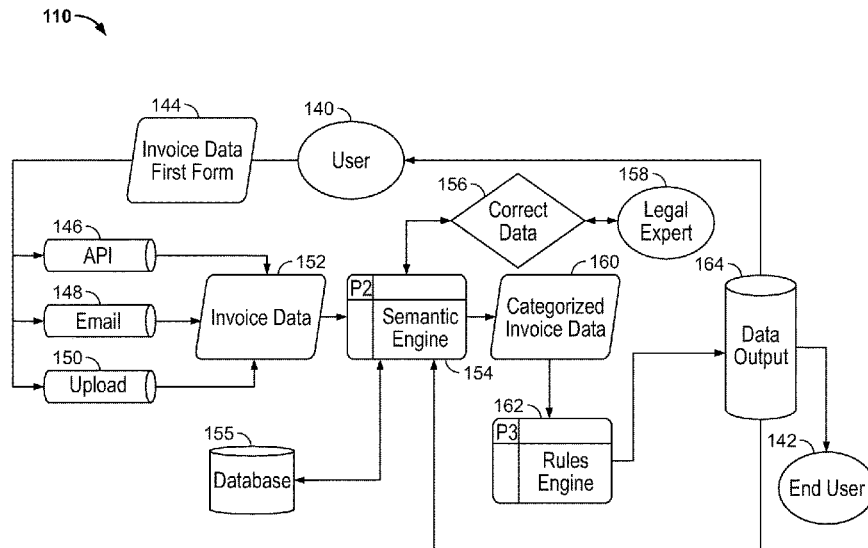 110
144
Invoice Data
First Form
140
User
156
Correct
Data
158
Legal
Expert
146
API
148
Email
150
Upload
152
Invoice Data
P2
Semantic
Engine
154
160
Categorized
Invoice Data
164
Data
Output
155
Database
162
P3
Rules
Engine
142
End User